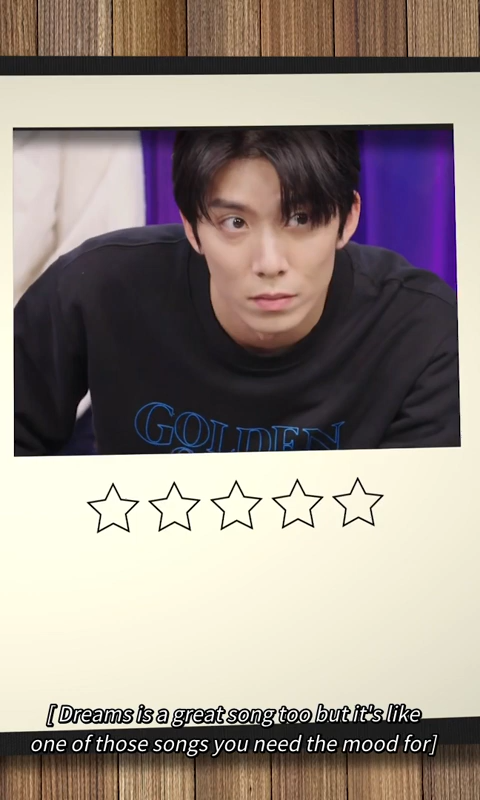 GOLDEN
[ Dreams is a great song too but it's like
one of those songs you need the mood for]